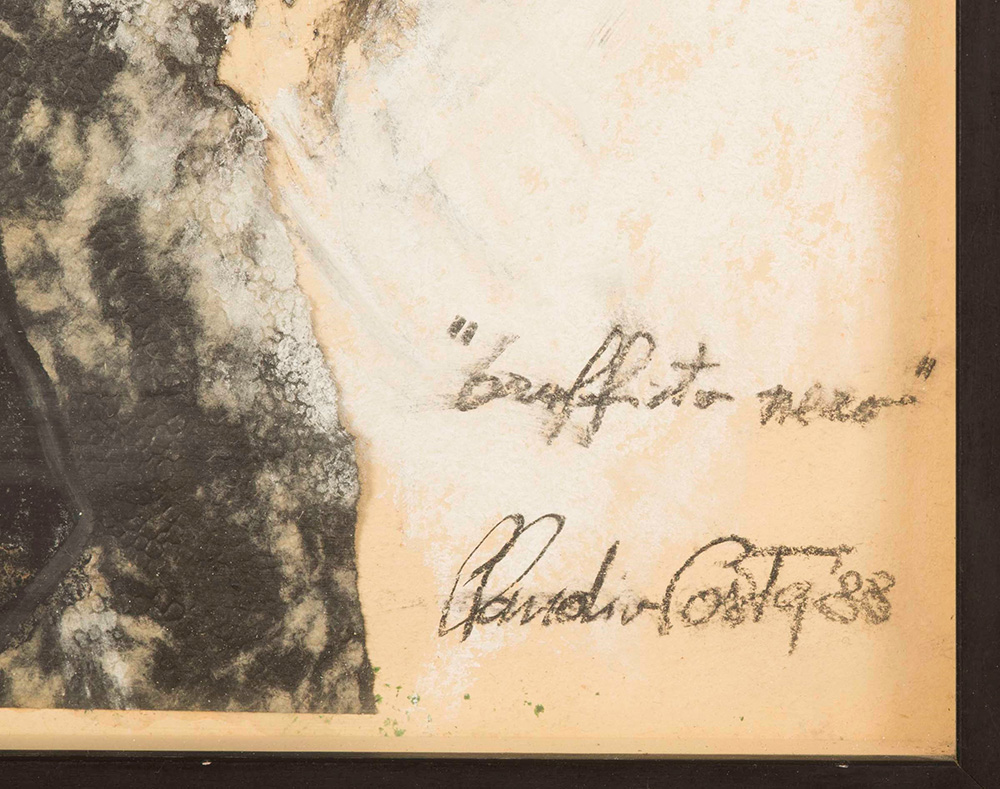 "Graffito nero"
Claudio Costa '88